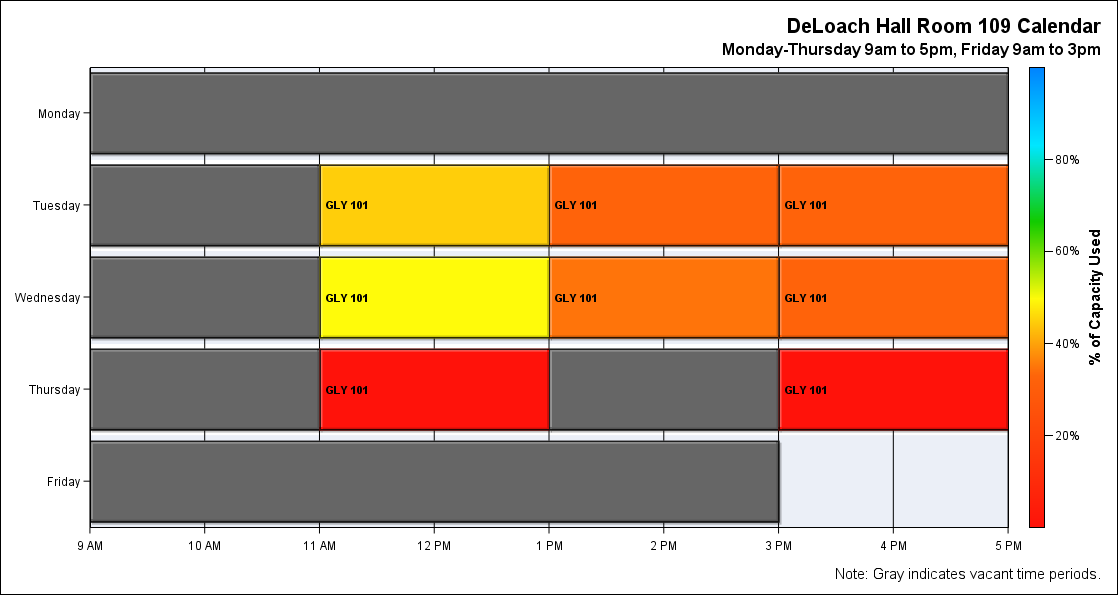 DeLoach Hall Room 109 Calendar
Monday-Thursday 9am to 5pm, Friday 9am to 3pm
Monday
Tuesday
GLY 101
GLY 101
GLY 101
Wednesday
GLY 101
GLY 101
GLY 101
Thursday
GLY 101
GLY 101
Friday
9 AM
10 AM
11 AM
12 PM
1 PM
2 PM
3 PM
4 PM
5 PM
80%
60%
40%
20%
% of Capacity Used
Note: Gray indicates vacant time periods.